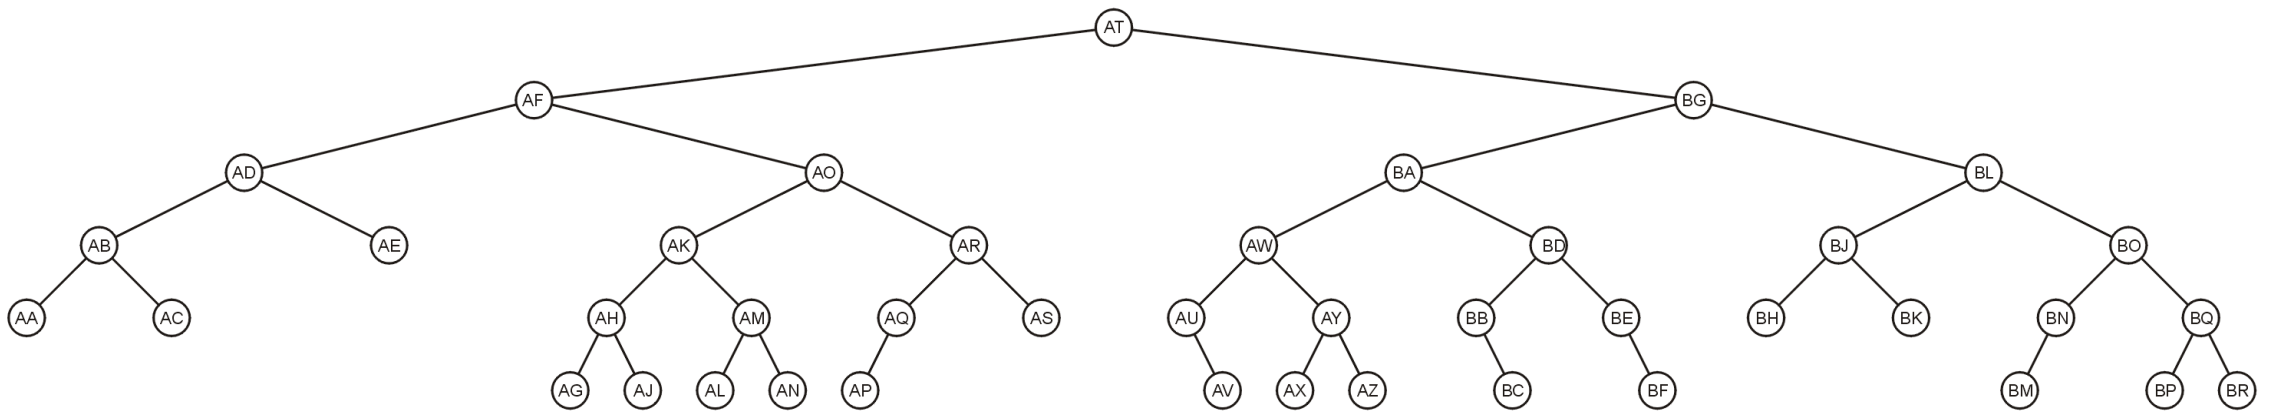 AT
AF BG
AD AO BA BL
AB AE AK AR AW BD BJ BO
AA AC AH AM AQ AS AU AY BB BE BH BK BN BQ
AG AJ AL AN AP AV AX AZ BC BF BM BP BR